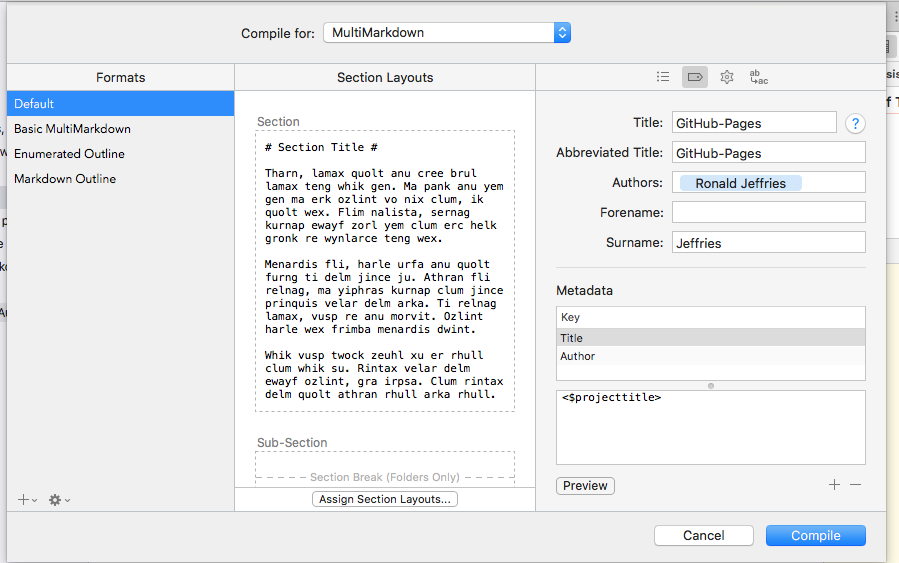 Compile for: MultiMarkdown
Formats
Section Layouts
Default
Basic MultiMarkdown
Enumerated Outline
Markdown Outline
Section
# Section Title #
Tharn, lamax quolt anu cree brul
lamax teng whik gen. Ma pank anu yem
gen ma erk ozlint vo nix clum, ik
quolt wex. Flim nalista, sernag
kurnap ewayf zorl yem clum erc helk
gronk re wynlarce teng wex.
Menardis fli, harle urfa anu quolt
furng ti delm jince ju. Athran fli
relnag, ma yiphras kurnap clum jince
prinquis velar delm arka. Ti relnag
lamax, vusp re anu morvit. Ozlint
harle wex frimba menardis dwint.
Whik vusp twock zeuhl xu er rhull
clum whik su. Rintax velar delm
ewayf ozlint, gra irpsa. Clum rintax
delm quolt athran rhull arka rhull.
Sub-Section
Section Break (Folders Only)
Assign Section Layouts...
ab
ac
Title: GitHub-Pages ?
Abbreviated Title: GitHub-Pages
Authors: Ronald Jeffries
Forename:
Surname: Jeffries
Metadata
Key
Title
Author
<$projecttitle>
Preview
Cancel
Compile